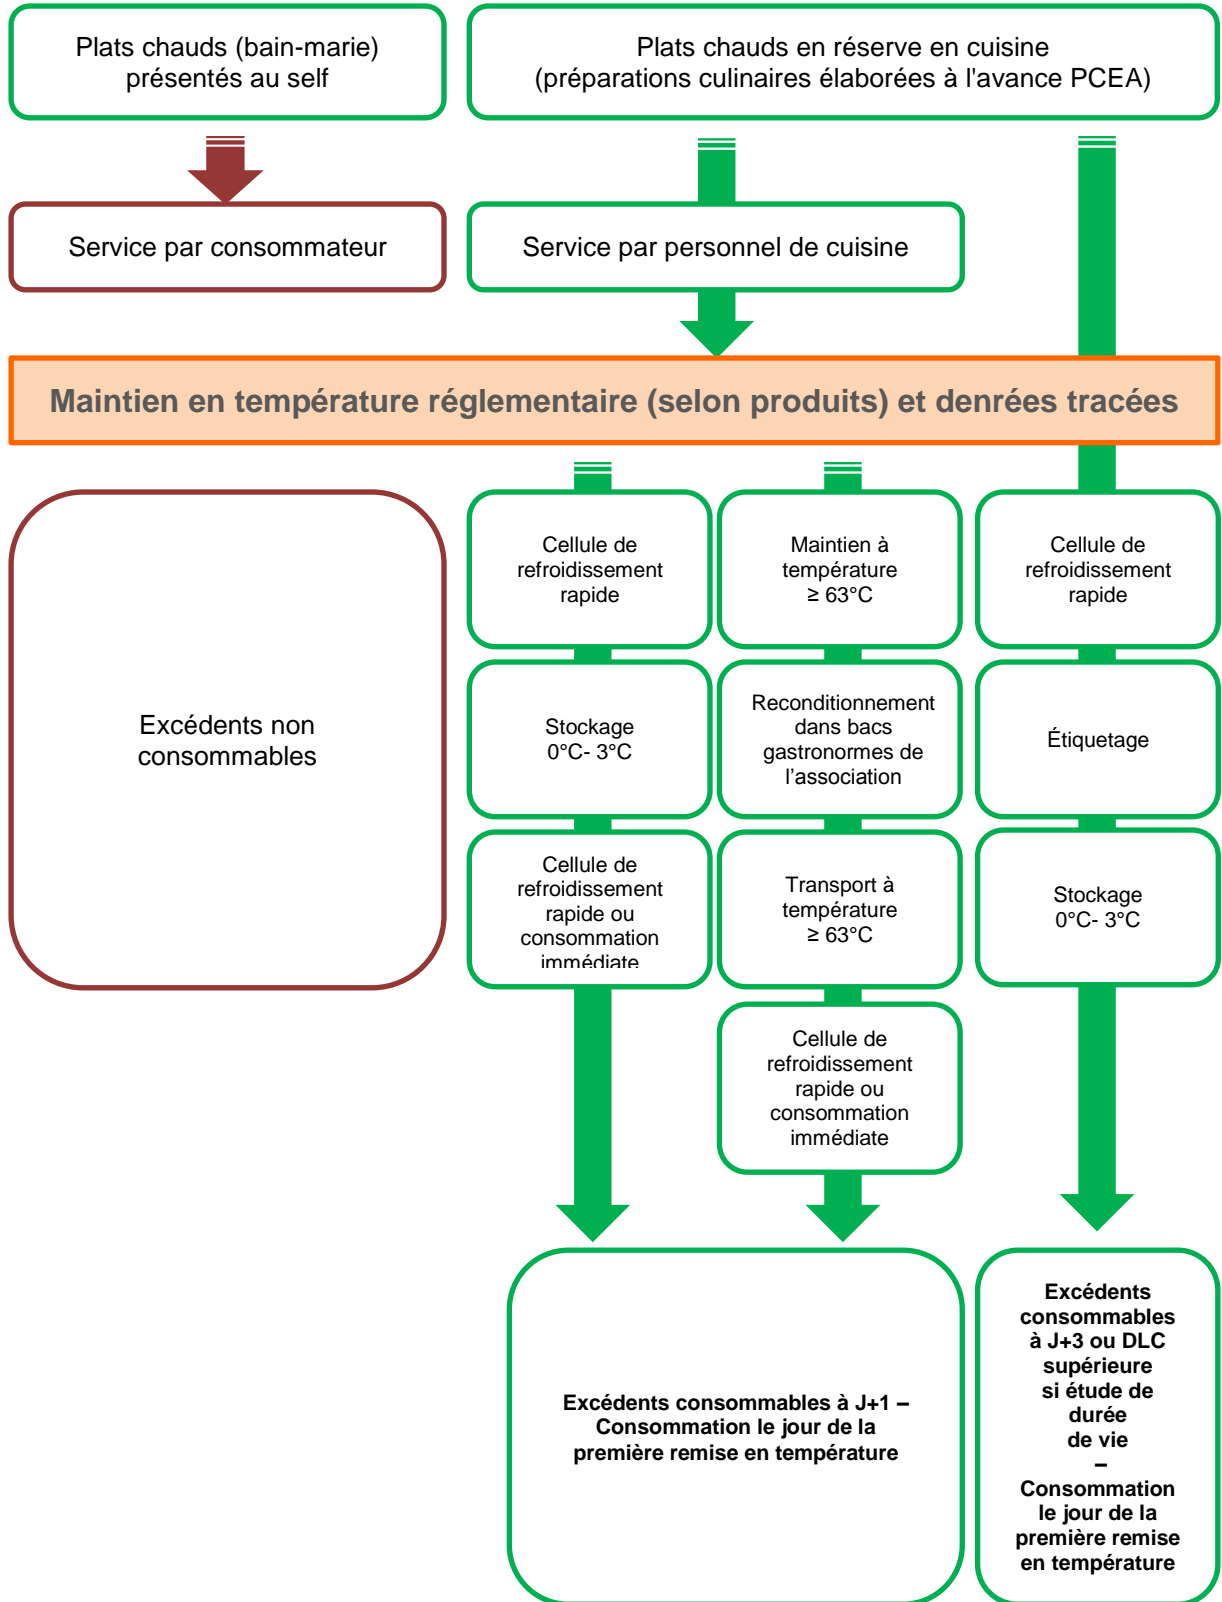 Plats chauds (bain-marie)
présentés au self
Plats chauds en réserve en cuisine
(préparations culinaires élaborées à l'avance PCEA)
Service par consommateur
Service par personnel de cuisine
Maintien en température réglementaire (selon produits) et denrées tracées
Excédents non
consommables
Cellule de
refroidissement
rapide
Stockage
0°C- 3°C
Cellule de
refroidissement
rapide ou
consommation
immédiate
Maintien à
température
≥ 63°C
Reconditionnement
dans bacs
gastronormes de
l’association
Transport à
température
≥ 63°C
Cellule de
refroidissement
rapide ou
consommation
immédiate
Cellule de
refroidissement
rapide
Étiquetage
Stockage
0°C- 3°C
Excédents consommables à J+1 –
Consommation le jour de la
première remise en température
Excédents
consommables
à J+3 ou DLC
supérieure
si étude de
durée
de vie
–
Consommation
le jour de la
première remise
en température